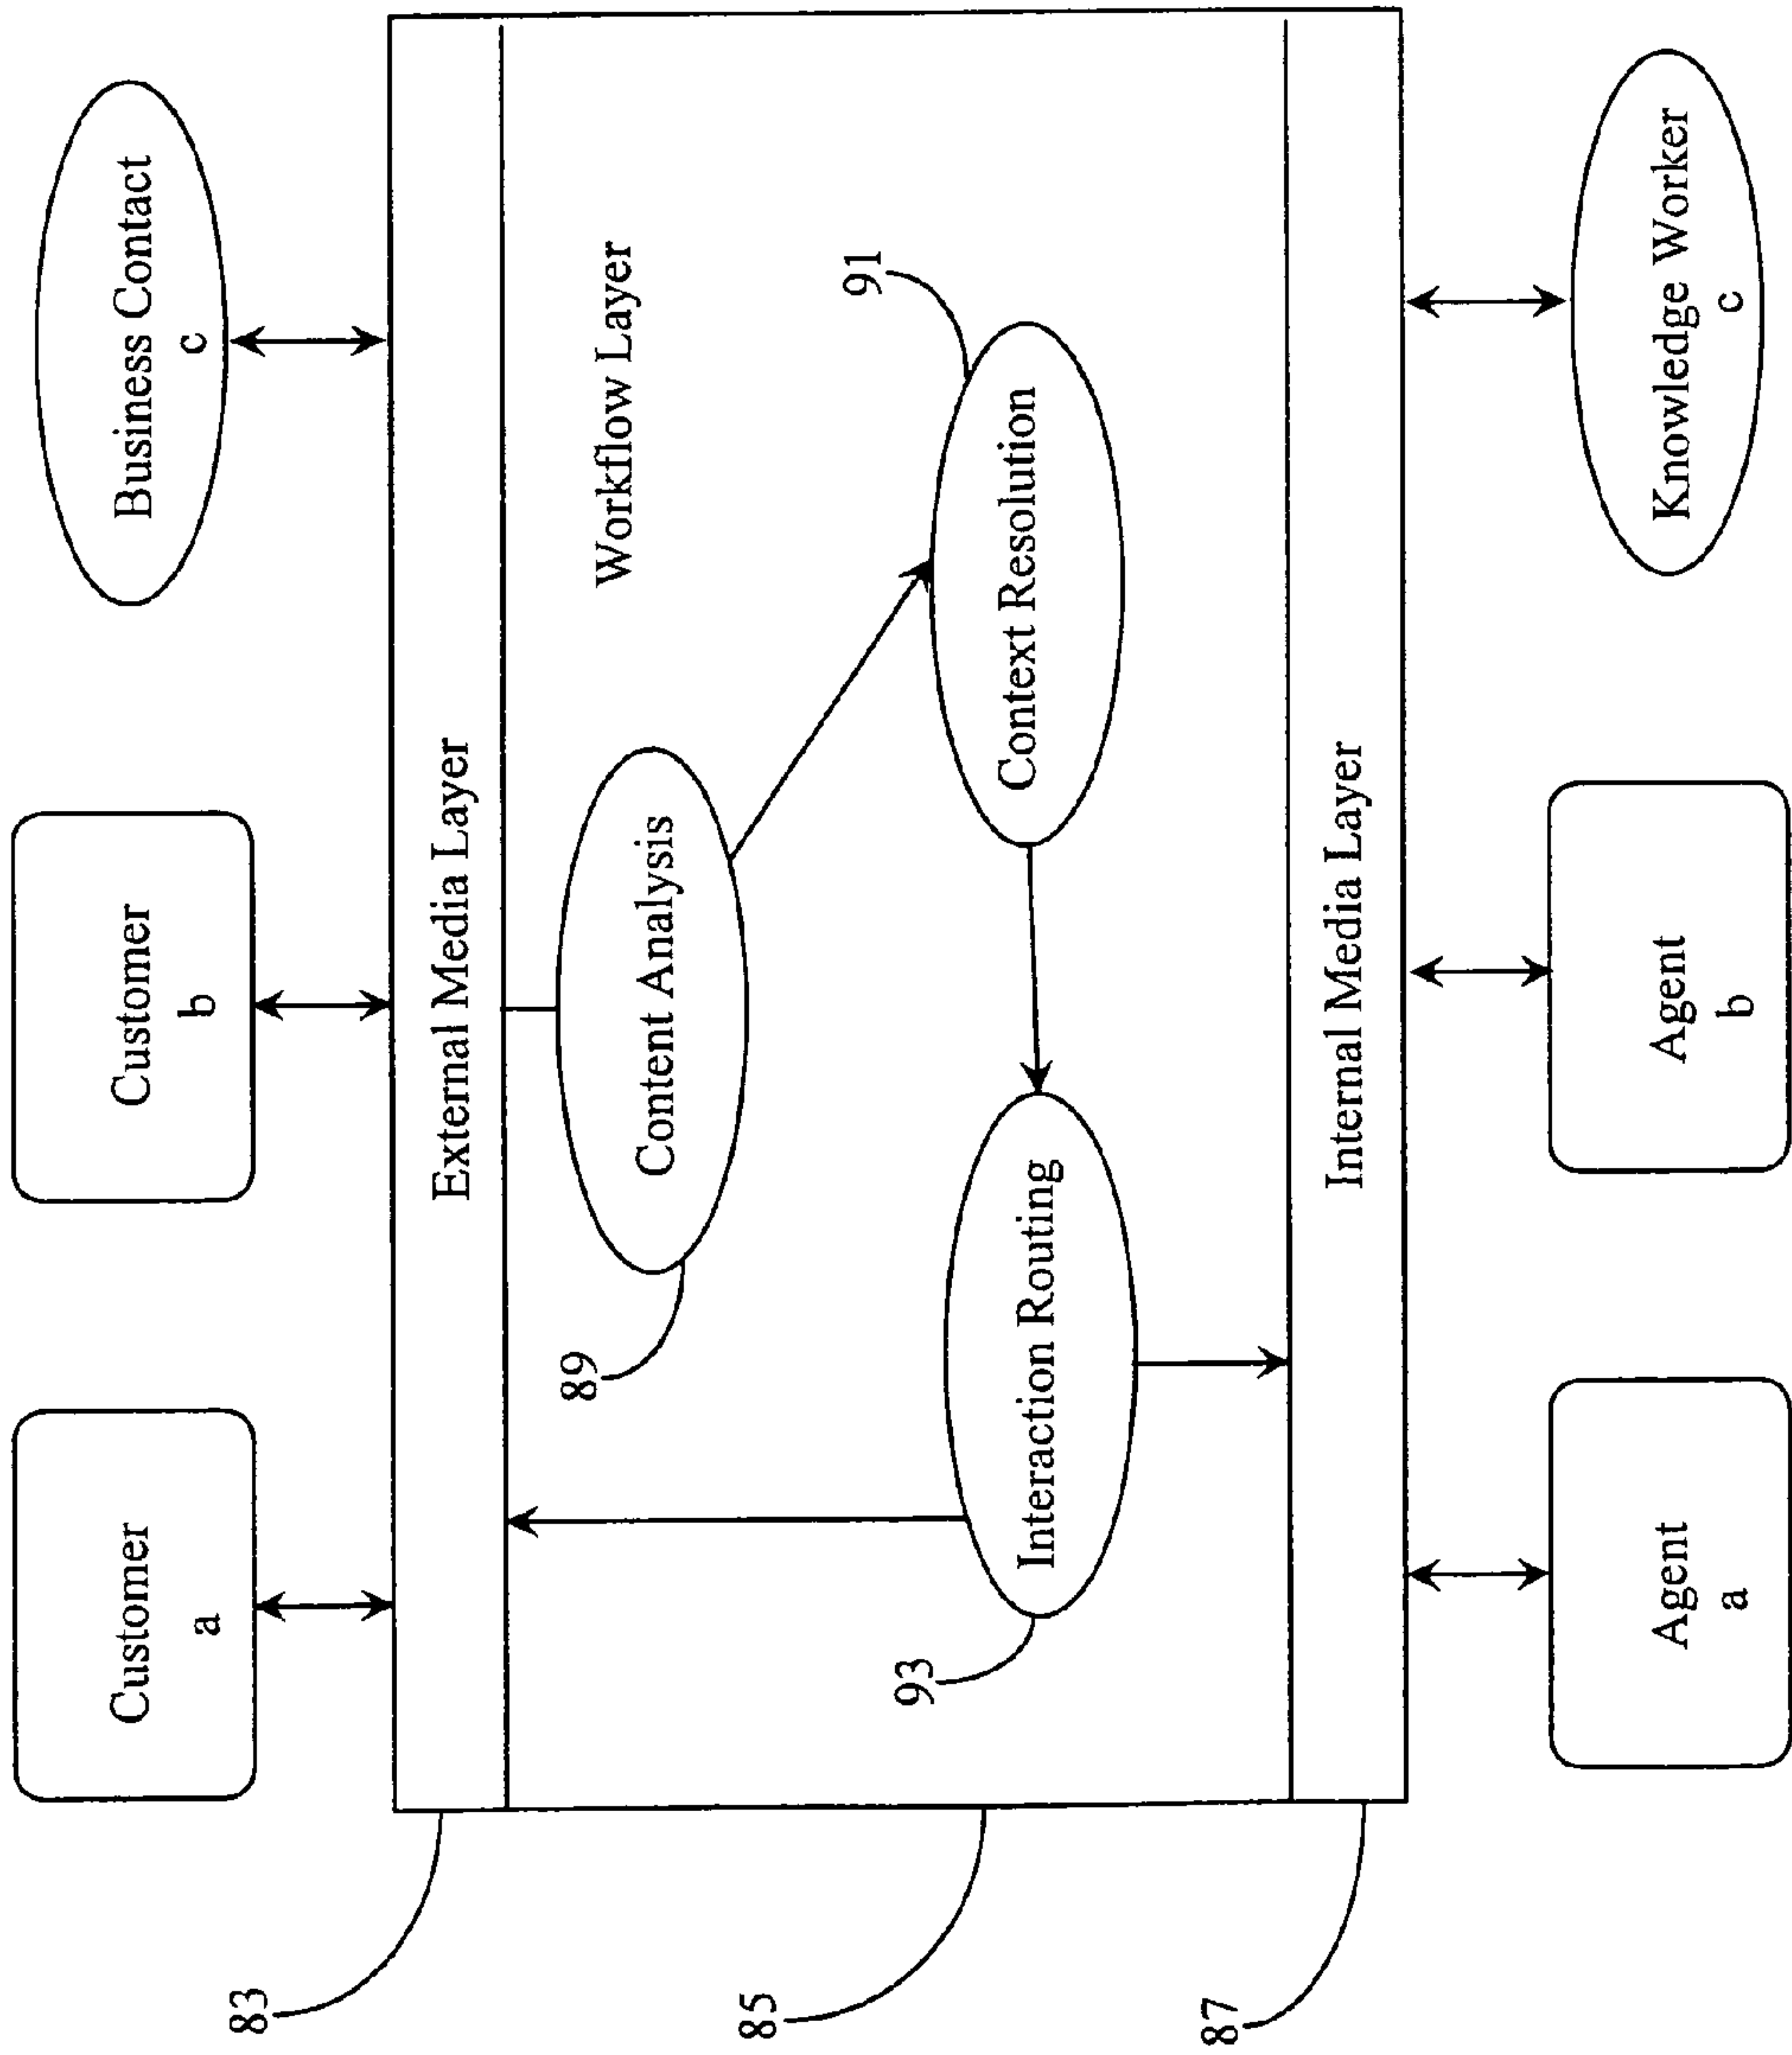 Customer
a
Customer
b
Business Contact
c
83
External Media Layer
85
Workflow Layer
89
Content Analysis
91
Context Resolution
93
Interaction Routing
87
Internal Media Layer
Agent
a
Agent
b
Knowledge Worker
c